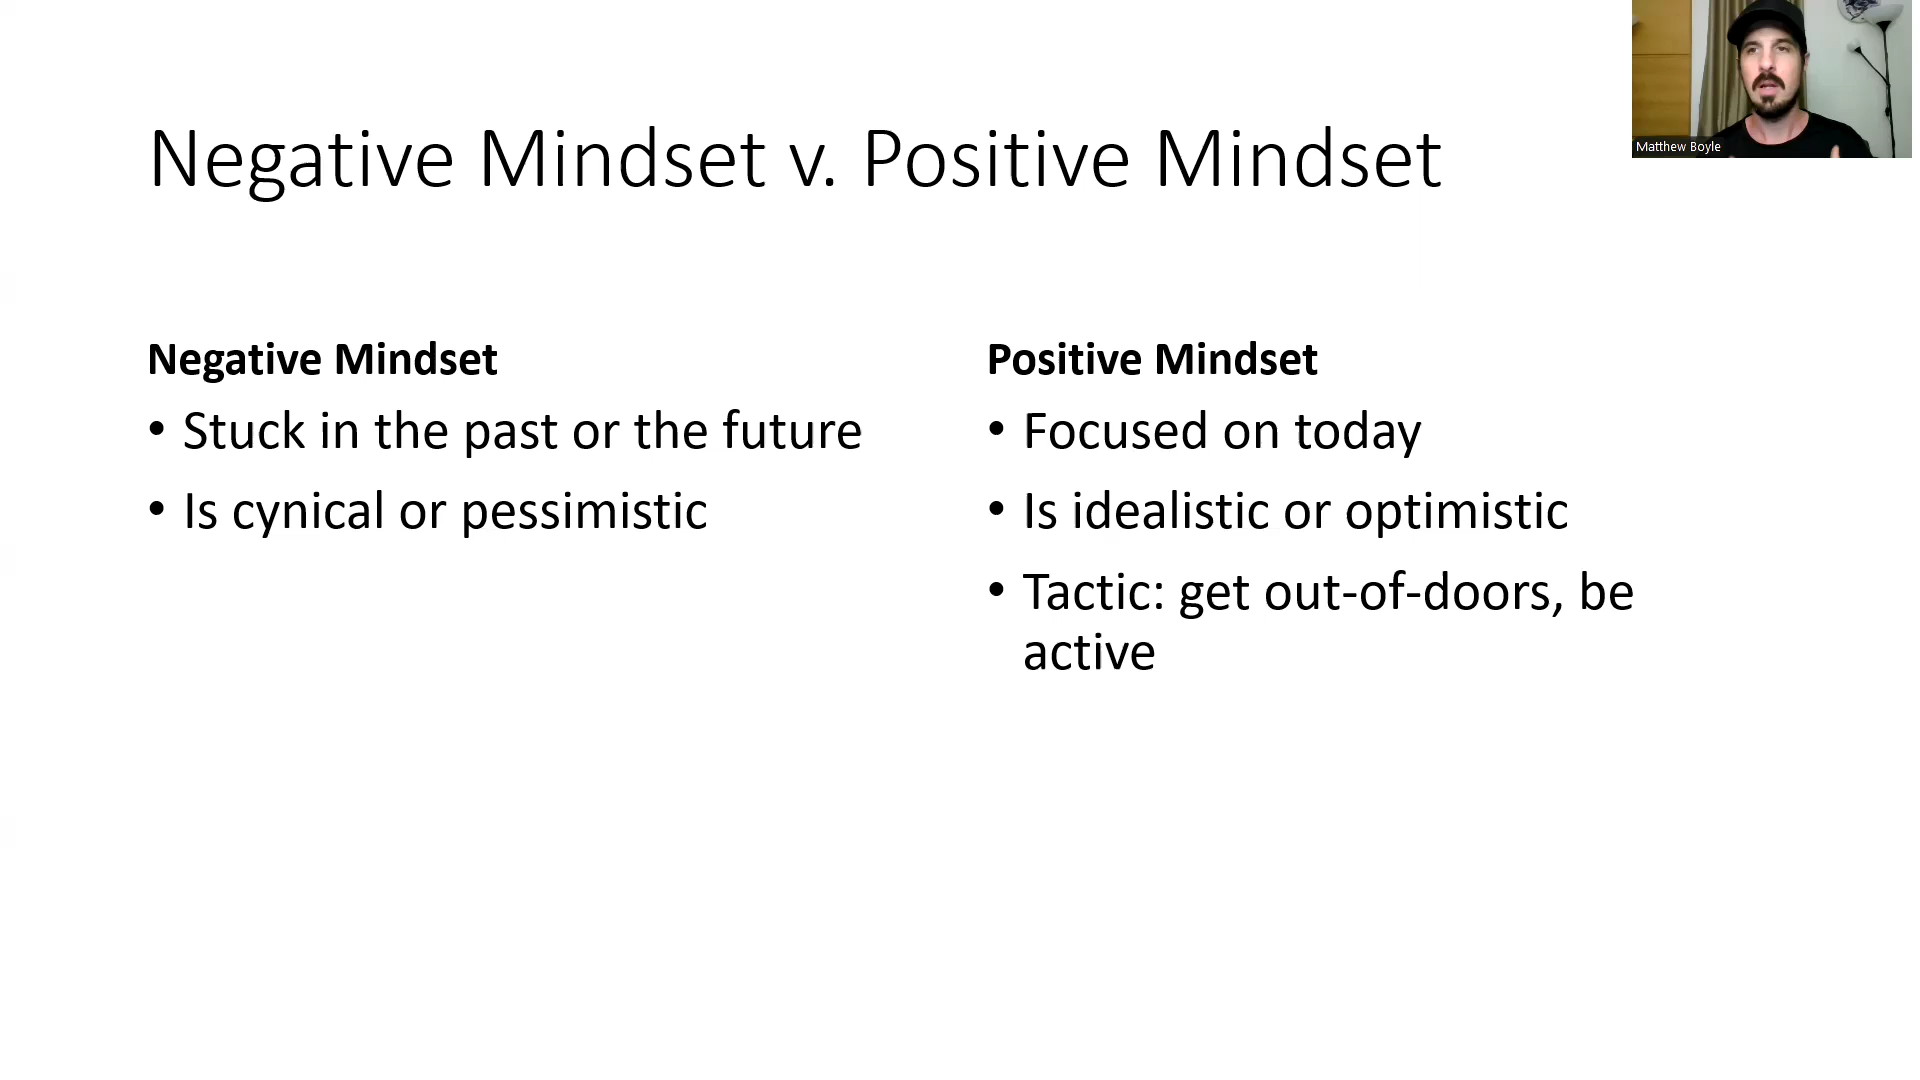 Negative Mindset v. Positive Mindset
Matthew Boyle
Negative Mindset
• Stuck in the past or the future
• Is cynical or pessimistic
Positive Mindset
• Focused on today
• Is idealistic or optimistic
• Tactic: get out-of-doors, be
active